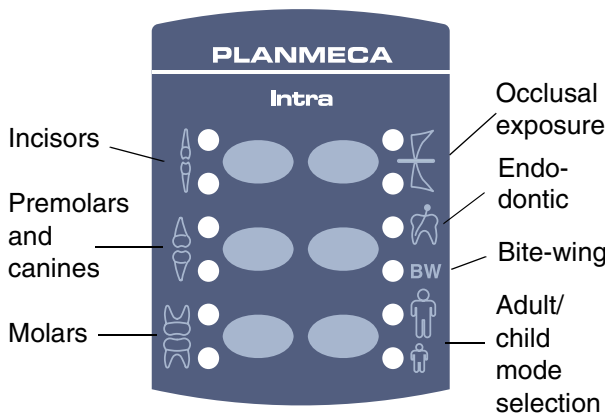 PLANMECA
Intra
Incisors
Premolars
and
canines
Molars
Occlusal
exposure
Endo-
dontic
BW
Bite-wing
Adult/
child
mode
selection